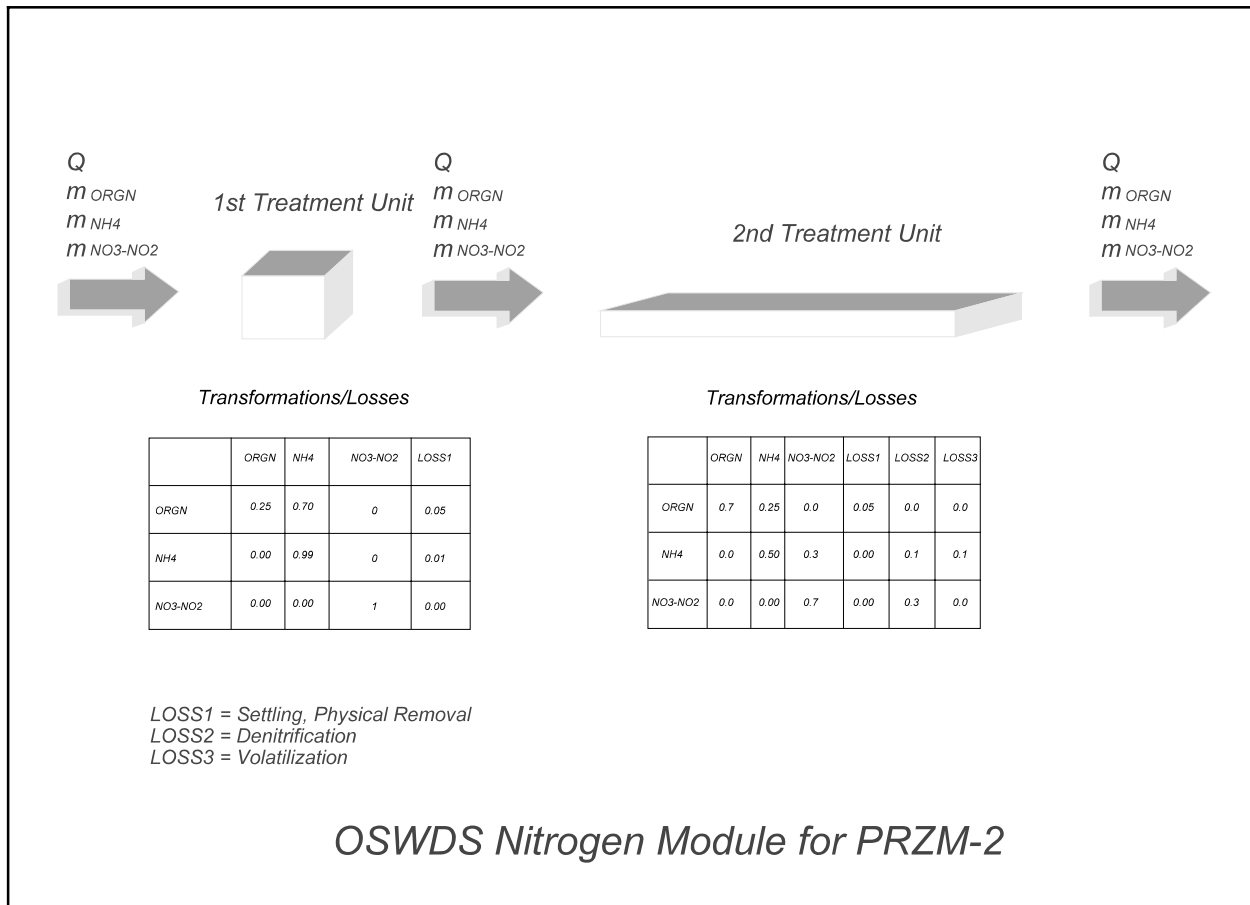 Q
m ORGN
m NH4
m NO3-NO2
1st Treatment Unit
Q
m ORGN
m NH4
m NO3-NO2
2nd Treatment Unit
Q
m ORGN
m NH4
m NO3-NO2
Transformations/Losses
ORGN NH4 NO3-NO2 LOSS1
ORGN 0.25 0.70 0 0.05
NH4 0.00 0.99 0 0.01
NO3-NO2 0.00 0.00 1 0.00
Transformations/Losses
ORGN NH4 NO3-NO2 LOSS1 LOSS2 LOSS3
ORGN 0.7 0.25 0.0 0.05 0.0 0.0
NH4 0.0 0.50 0.3 0.00 0.1 0.1
NO3-NO2 0.0 0.00 0.7 0.00 0.3 0.0
LOSS1 = Settling, Physical Removal
LOSS2 = Denitrification
LOSS3 = Volatilization
OSWDS Nitrogen Module for PRZM-2